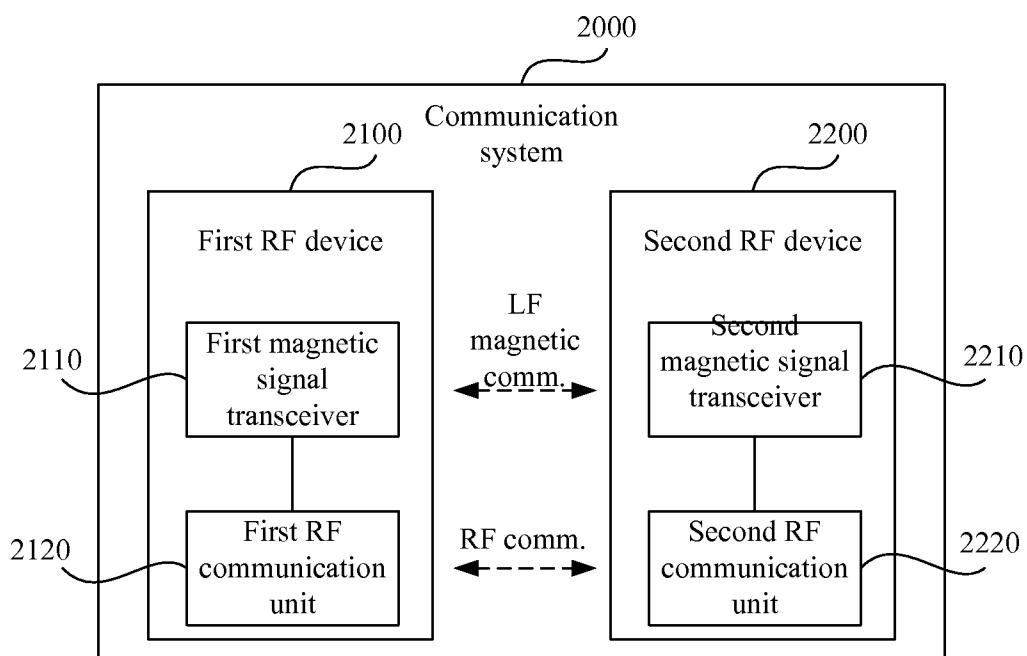 2000
Communication
system
2100
2200
First RF device
Second RF device
LF
magnetic
comm.
2110
First magnetic
signal
transceiver
Second
magnetic signal
transceiver
2210
2120
First RF
communication
unit
RF comm.
Second RF
communication
unit
2220